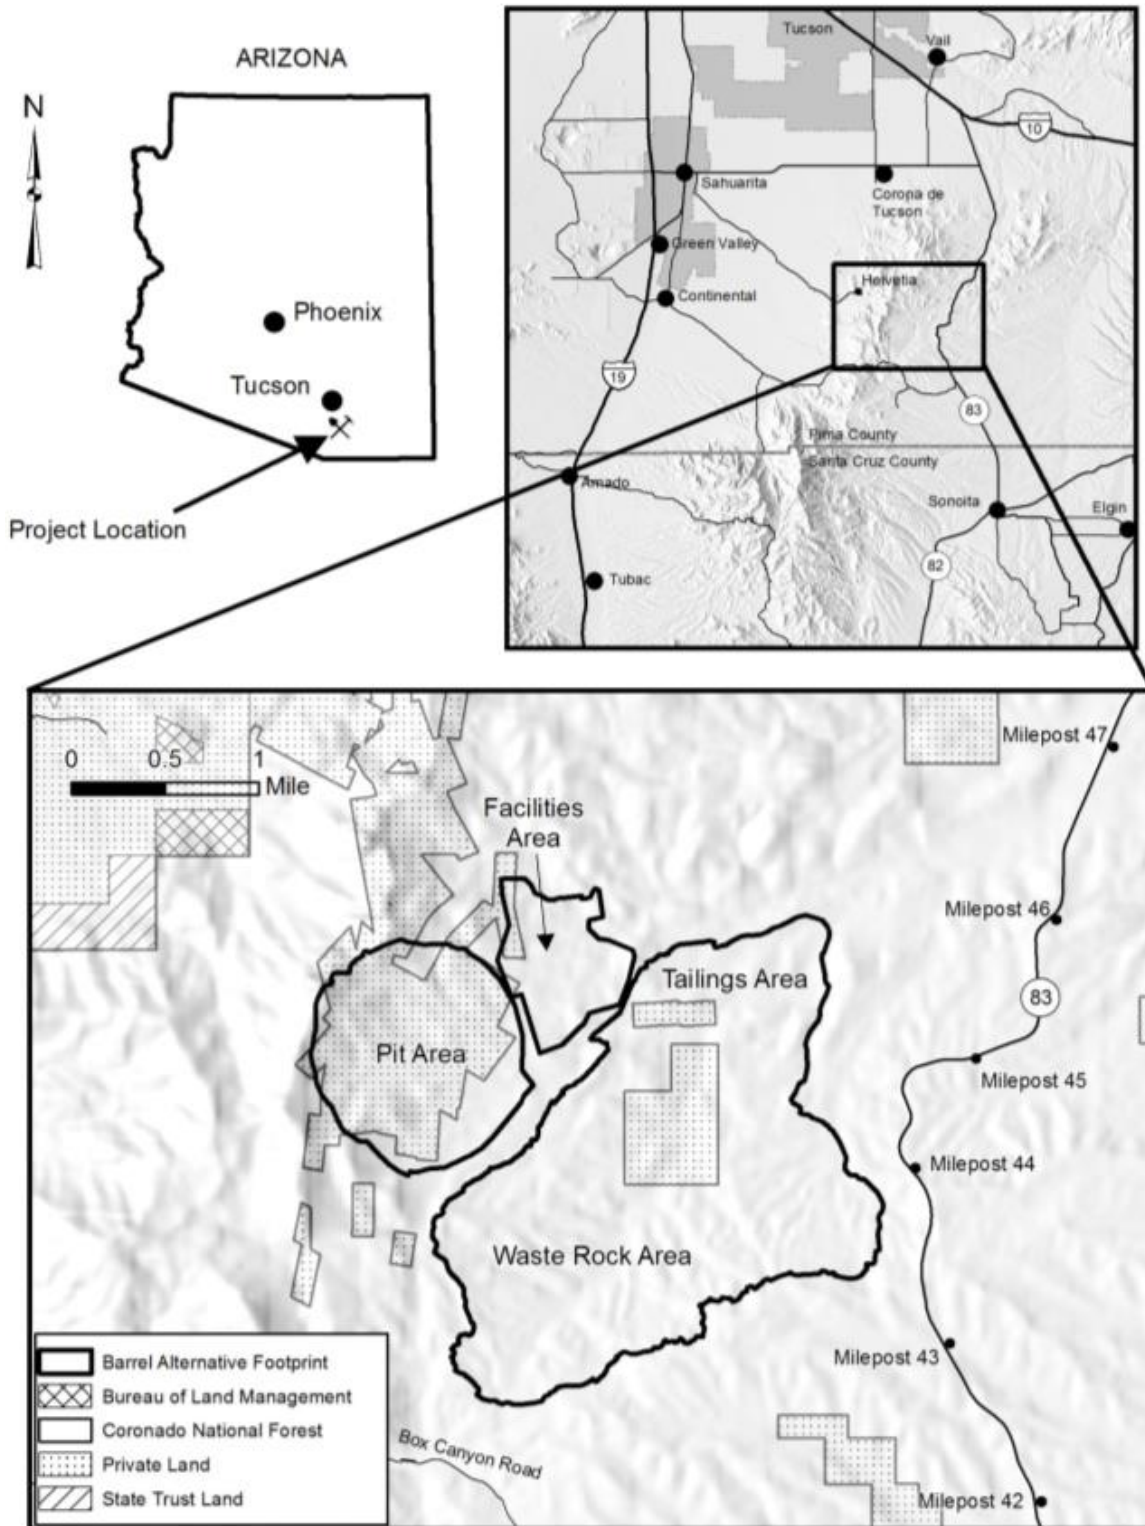 ARIZONA
N
Phoenix
Tucson
Project Location
Tucson
Vail
10
Sahuarita
Corona de
Tucson
Green Valley
Helvetia
Continental
19
83
Pima County
Santa Cruz County
Amado
Sonoita
Elgin
82
Tubac
0 0.5 1
Mile
Milepost 47
Facilities
Area
Milepost 46
Tailings Area
83
Pit Area
Milepost 45
Milepost 44
Waste Rock Area
Milepost 43
Barrel Alternative Footprint
Bureau of Land Management
Coronado National Forest
Private Land
State Trust Land
Box Canyon Road
Milepost 42